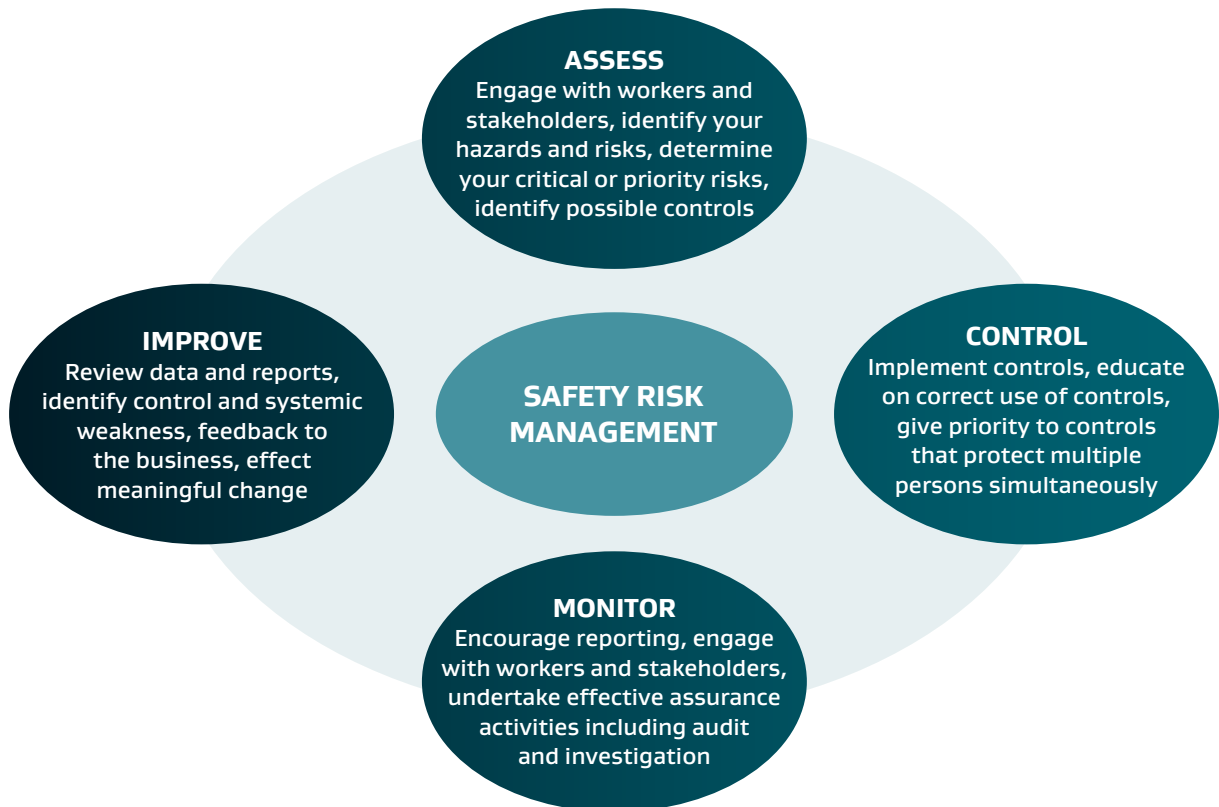 ASSESS
Engage with workers and
stakeholders, identify your
hazards and risks, determine
your critical or priority risks,
identify possible controls
IMPROVE
Review data and reports,
identify control and systemic
weakness, feedback to
the business, effect
meaningful change
SAFETY RISK
MANAGEMENT
CONTROL
Implement controls, educate
on correct use of controls,
give priority to controls
that protect multiple
persons simultaneously
MONITOR
Encourage reporting, engage
with workers and stakeholders,
undertake effective assurance
activities including audit
and investigation